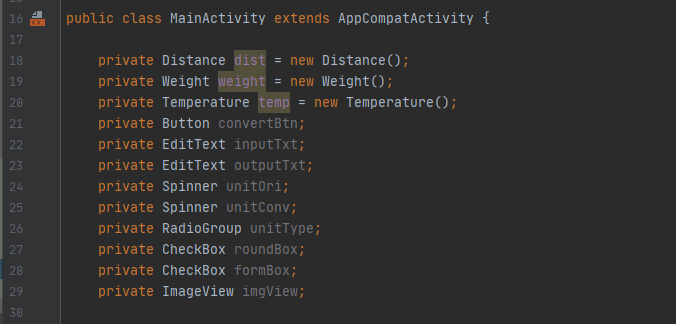 16 public class MainActivity extends AppCompatActivity {
17
18 private Distance dist = new Distance();
19 private Weight weight = new Weight();
20 private Temperature temp = new Temperature();
21 private Button convertBtn;
22 private EditText inputTxt;
23 private EditText outputTxt;
24 private Spinner unitOri;
25 private Spinner unitConv;
26 private RadioGroup unitType;
27 private CheckBox roundBox;
28 private CheckBox formBox;
29 private ImageView imgView;
30